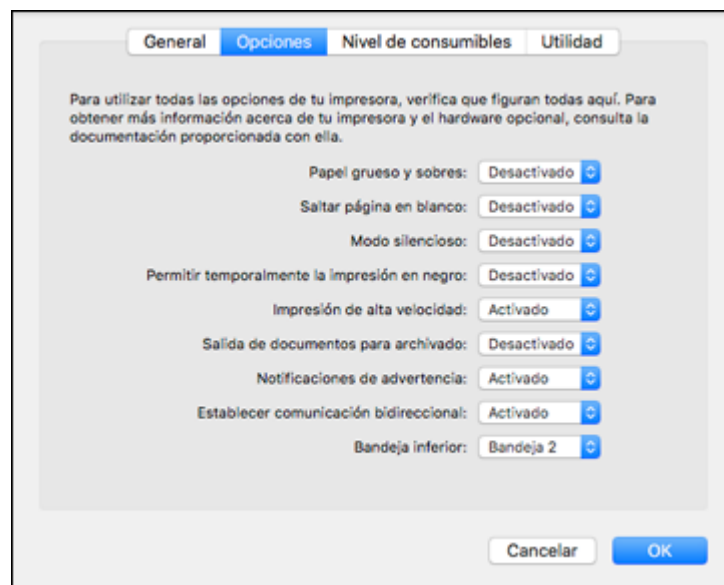 General Opciones Nivel de consumibles Utilidad
Para utilizar todas las opciones de tu impresora, verifica que figuran todas aquí. Para
obtener más información acerca de tu impresora y el hardware opcional, consulta la
documentación proporcionada con ella.
Papel grueso y sobres: Desactivado
Saltar página en blanco: Desactivado
Modo silencioso: Desactivado
Permitir temporalmente la impresión en negro: Desactivado
Impresión de alta velocidad: Activado
Salida de documentos para archivado: Desactivado
Notificaciones de advertencia: Activado
Establecer comunicación bidireccional: Activado
Bandeja inferior: Bandeja 2
Cancelar OK